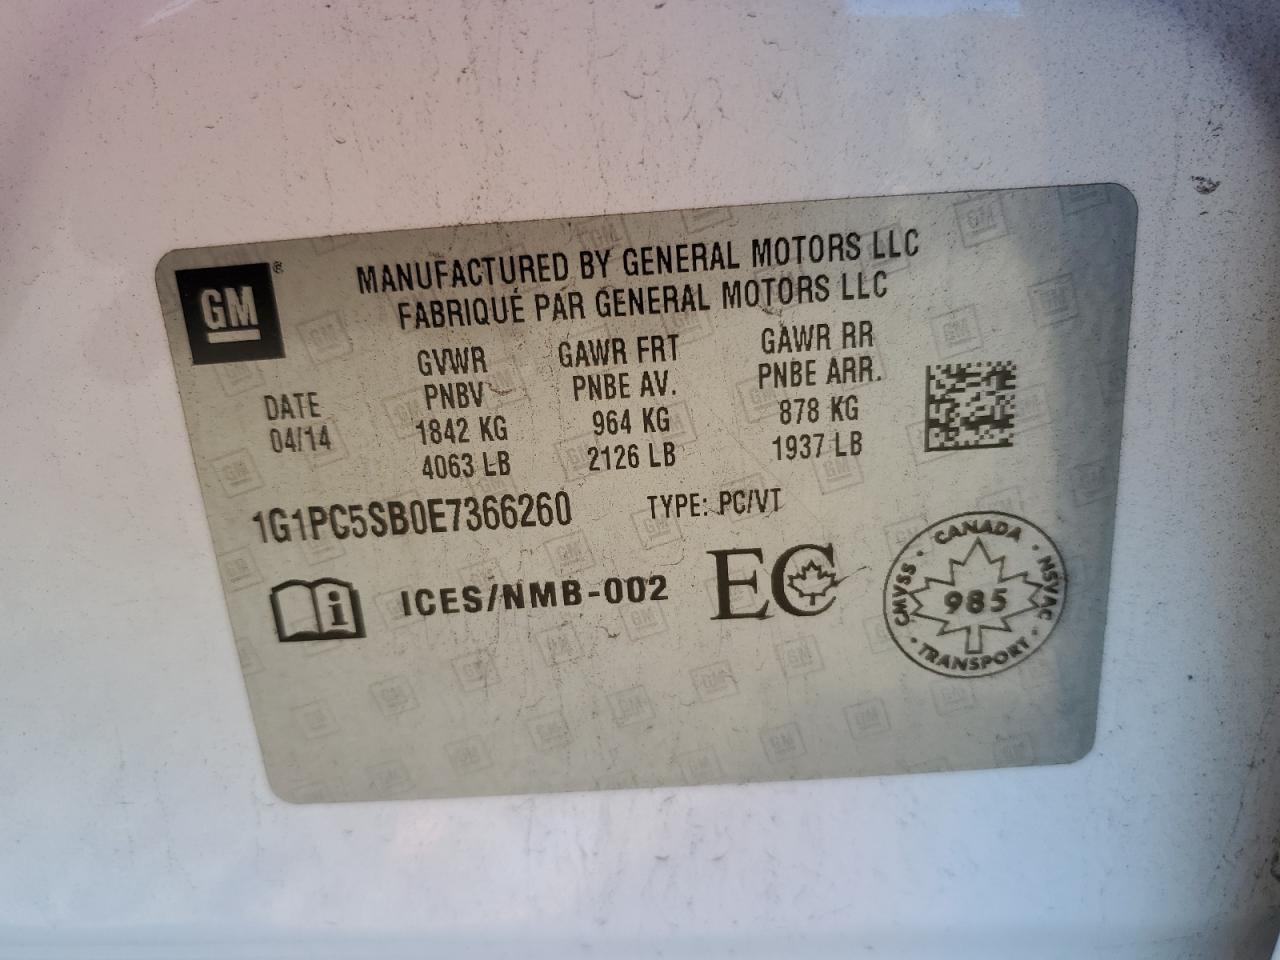 GM®
MANUFACTURED BY GENERAL MOTORS LLC
FABRIQUÉ PAR GENERAL MOTORS LLC
DATE
04/14
GVWR
PNBV
1842 KG
4063 LB
GAWR FRT
PNBE AV.
964 KG
2126 LB
GAWR RR
PNBE ARR.
878 KG
1937 LB
1G1PC5SB0E7366260 TYPE: PC/VT
i ICES/NMB-002 EC
CANADA · NSVAC · TRANSPORT · CMVSS ·
985